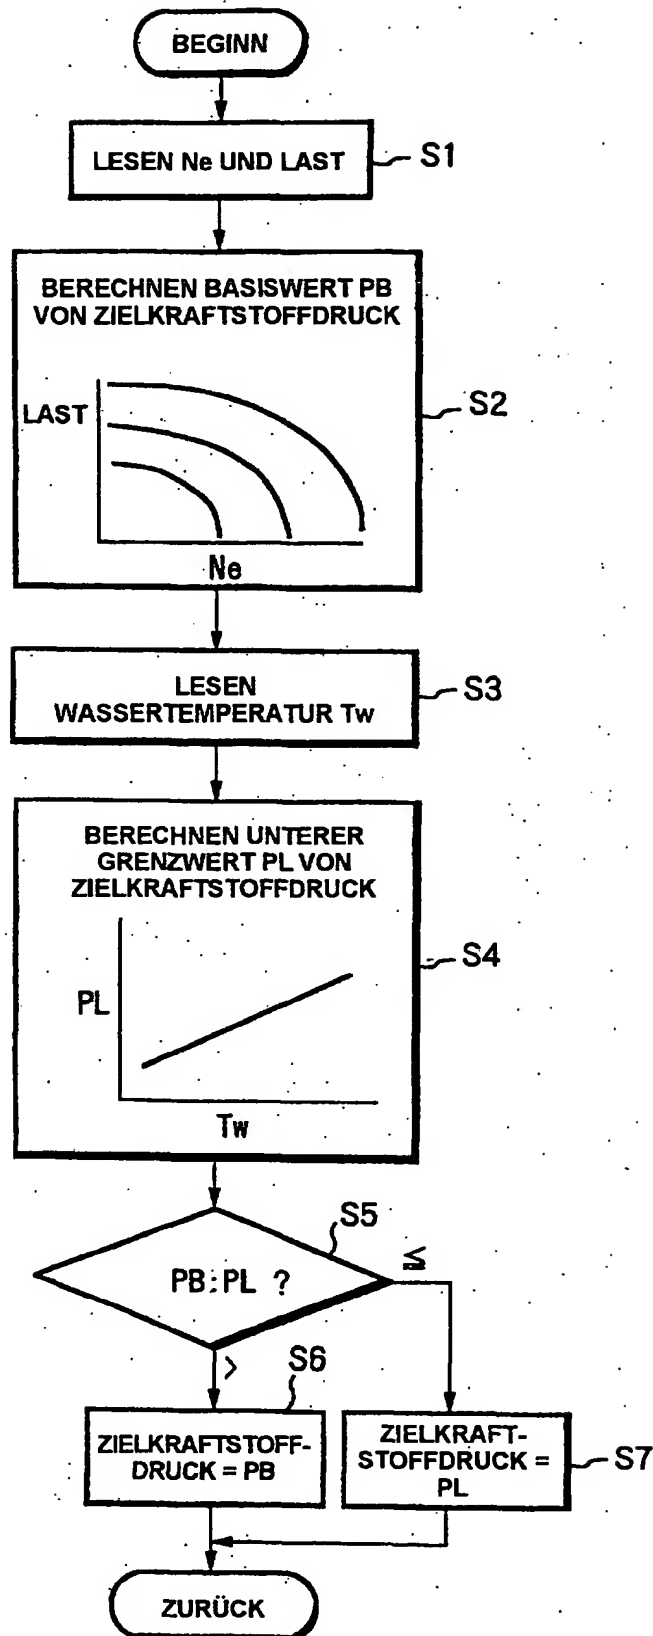 BEGINN
LESEN Ne UND LAST
S1
BERECHNEN BASISWERT PB
VON ZIELKRAFTSTOFFDRUCK
LAST
Ne
S2
LESEN
WASSERTEMPERATUR Tw
S3
BERECHNEN UNTERER
GRENZWERT PL VON
ZIELKRAFTSTOFFDRUCK
PL
Tw
S4
S5
PB:PL ?
≦
>
S6
ZIELKRAFTSTOFF-
DRUCK = PB
ZIELKRAFT-
STOFFDRUCK =
PL
S7
ZURÜCK